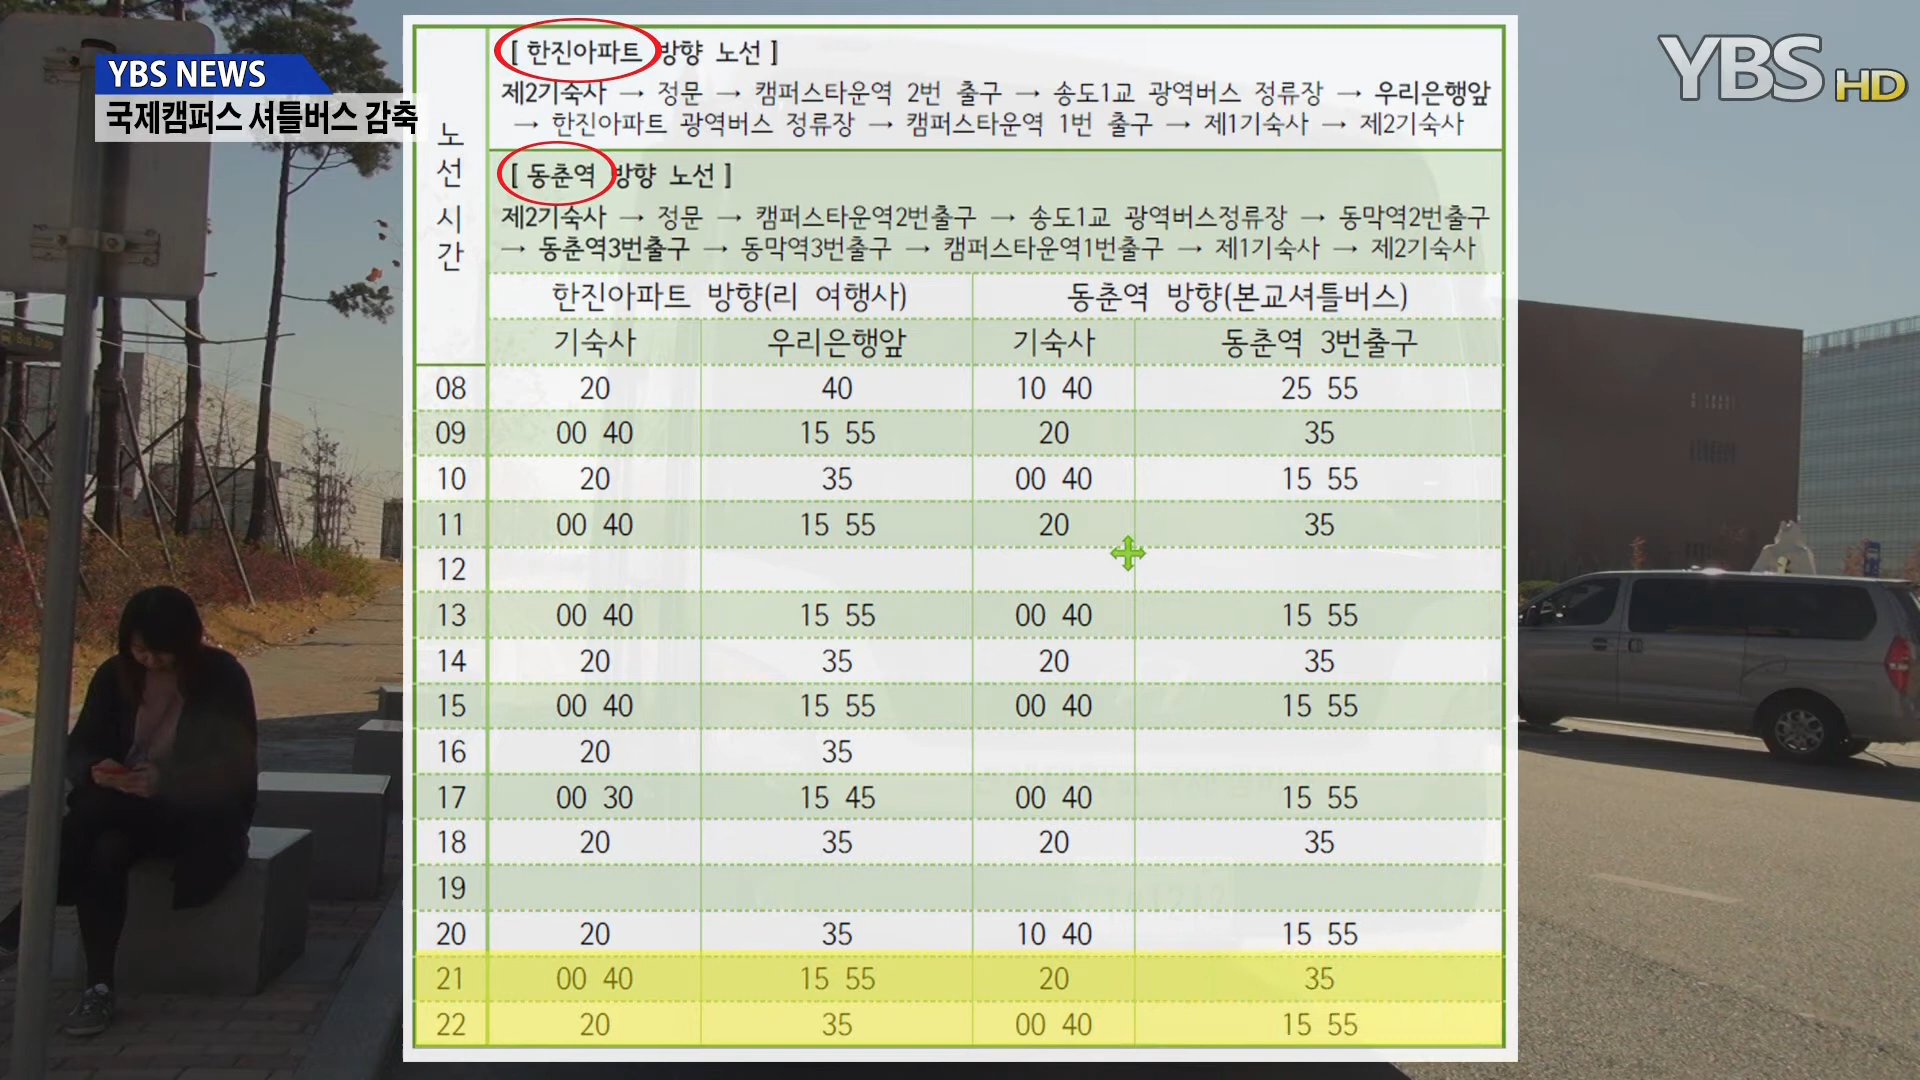 YBS NEWS
국제캠퍼스 셔틀버스 감축
YBS HD
노선 시간
[ 한진아파트 방향 노선 ]
제2기숙사 → 정문 → 캠퍼스타운역 2번 출구 → 송도1교 광역버스 정류장 → 우리은행앞
→ 한진아파트 광역버스 정류장 → 캠퍼스타운역 1번 출구 → 제1기숙사 → 제2기숙사
[ 동춘역 방향 노선 ]
제2기숙사 → 정문 → 캠퍼스타운역2번출구 → 송도1교 광역버스정류장 → 동막역2번출구
→ 동춘역3번출구 → 동막역3번출구 → 캠퍼스타운역1번출구 → 제1기숙사 → 제2기숙사
한진아파트 방향(리 여행사) 동춘역 방향(본교셔틀버스)
기숙사 우리은행앞 기숙사 동춘역 3번출구
08 20 40 10 40 25 55
09 00 40 15 55 20 35
10 20 35 00 40 15 55
11 00 40 15 55 20 35
12
13 00 40 15 55 00 40 15 55
14 20 35 20 35
15 00 40 15 55 00 40 15 55
16 20 35
17 00 30 15 45 00 40 15 55
18 20 35 20 35
19
20 20 35 10 40 15 55
21 00 40 15 55 20 35
22 20 35 00 40 15 55
Bus Stop